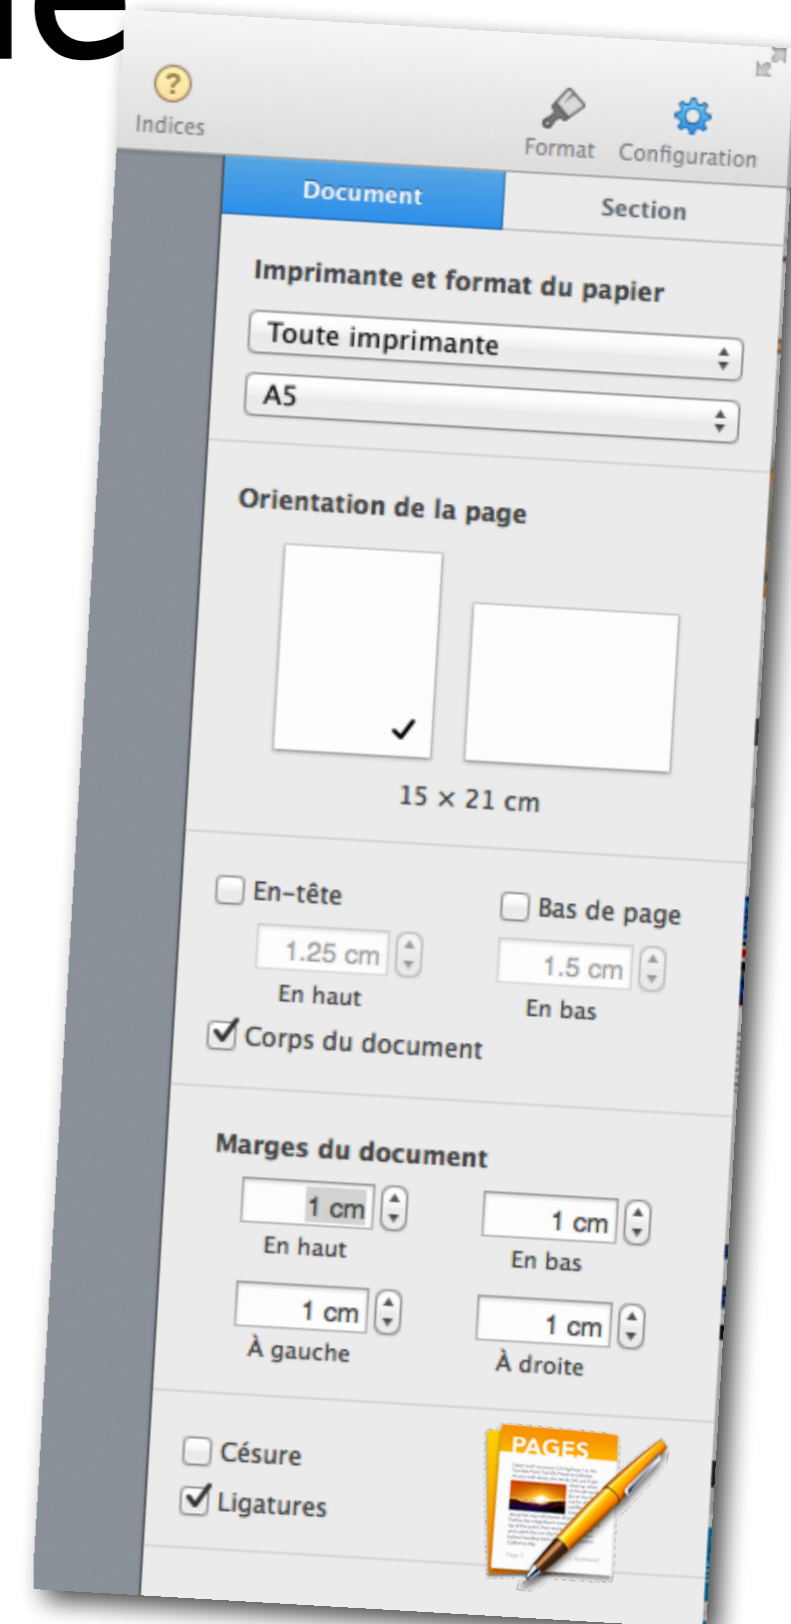 ?
Indices
Format Configuration
Document Section
Imprimante et format du papier
Toute imprimante
A5
Orientation de la page
15 × 21 cm
En-tête Bas de page
1.25 cm 1.5 cm
En haut En bas
Corps du document
Marges du document
1 cm 1 cm
En haut En bas
1 cm 1 cm
À gauche À droite
Césure
Ligatures
PAGES